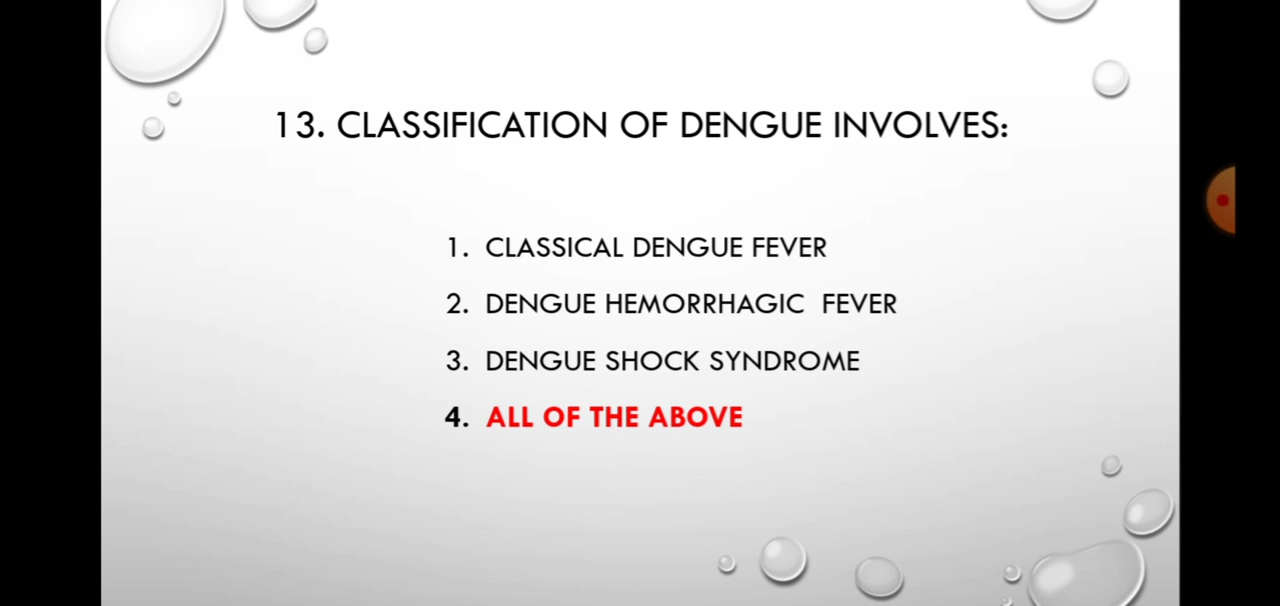 13. CLASSIFICATION OF DENGUE INVOLVES:
1. CLASSICAL DENGUE FEVER
2. DENGUE HEMORRHAGIC FEVER
3. DENGUE SHOCK SYNDROME
4. ALL OF THE ABOVE